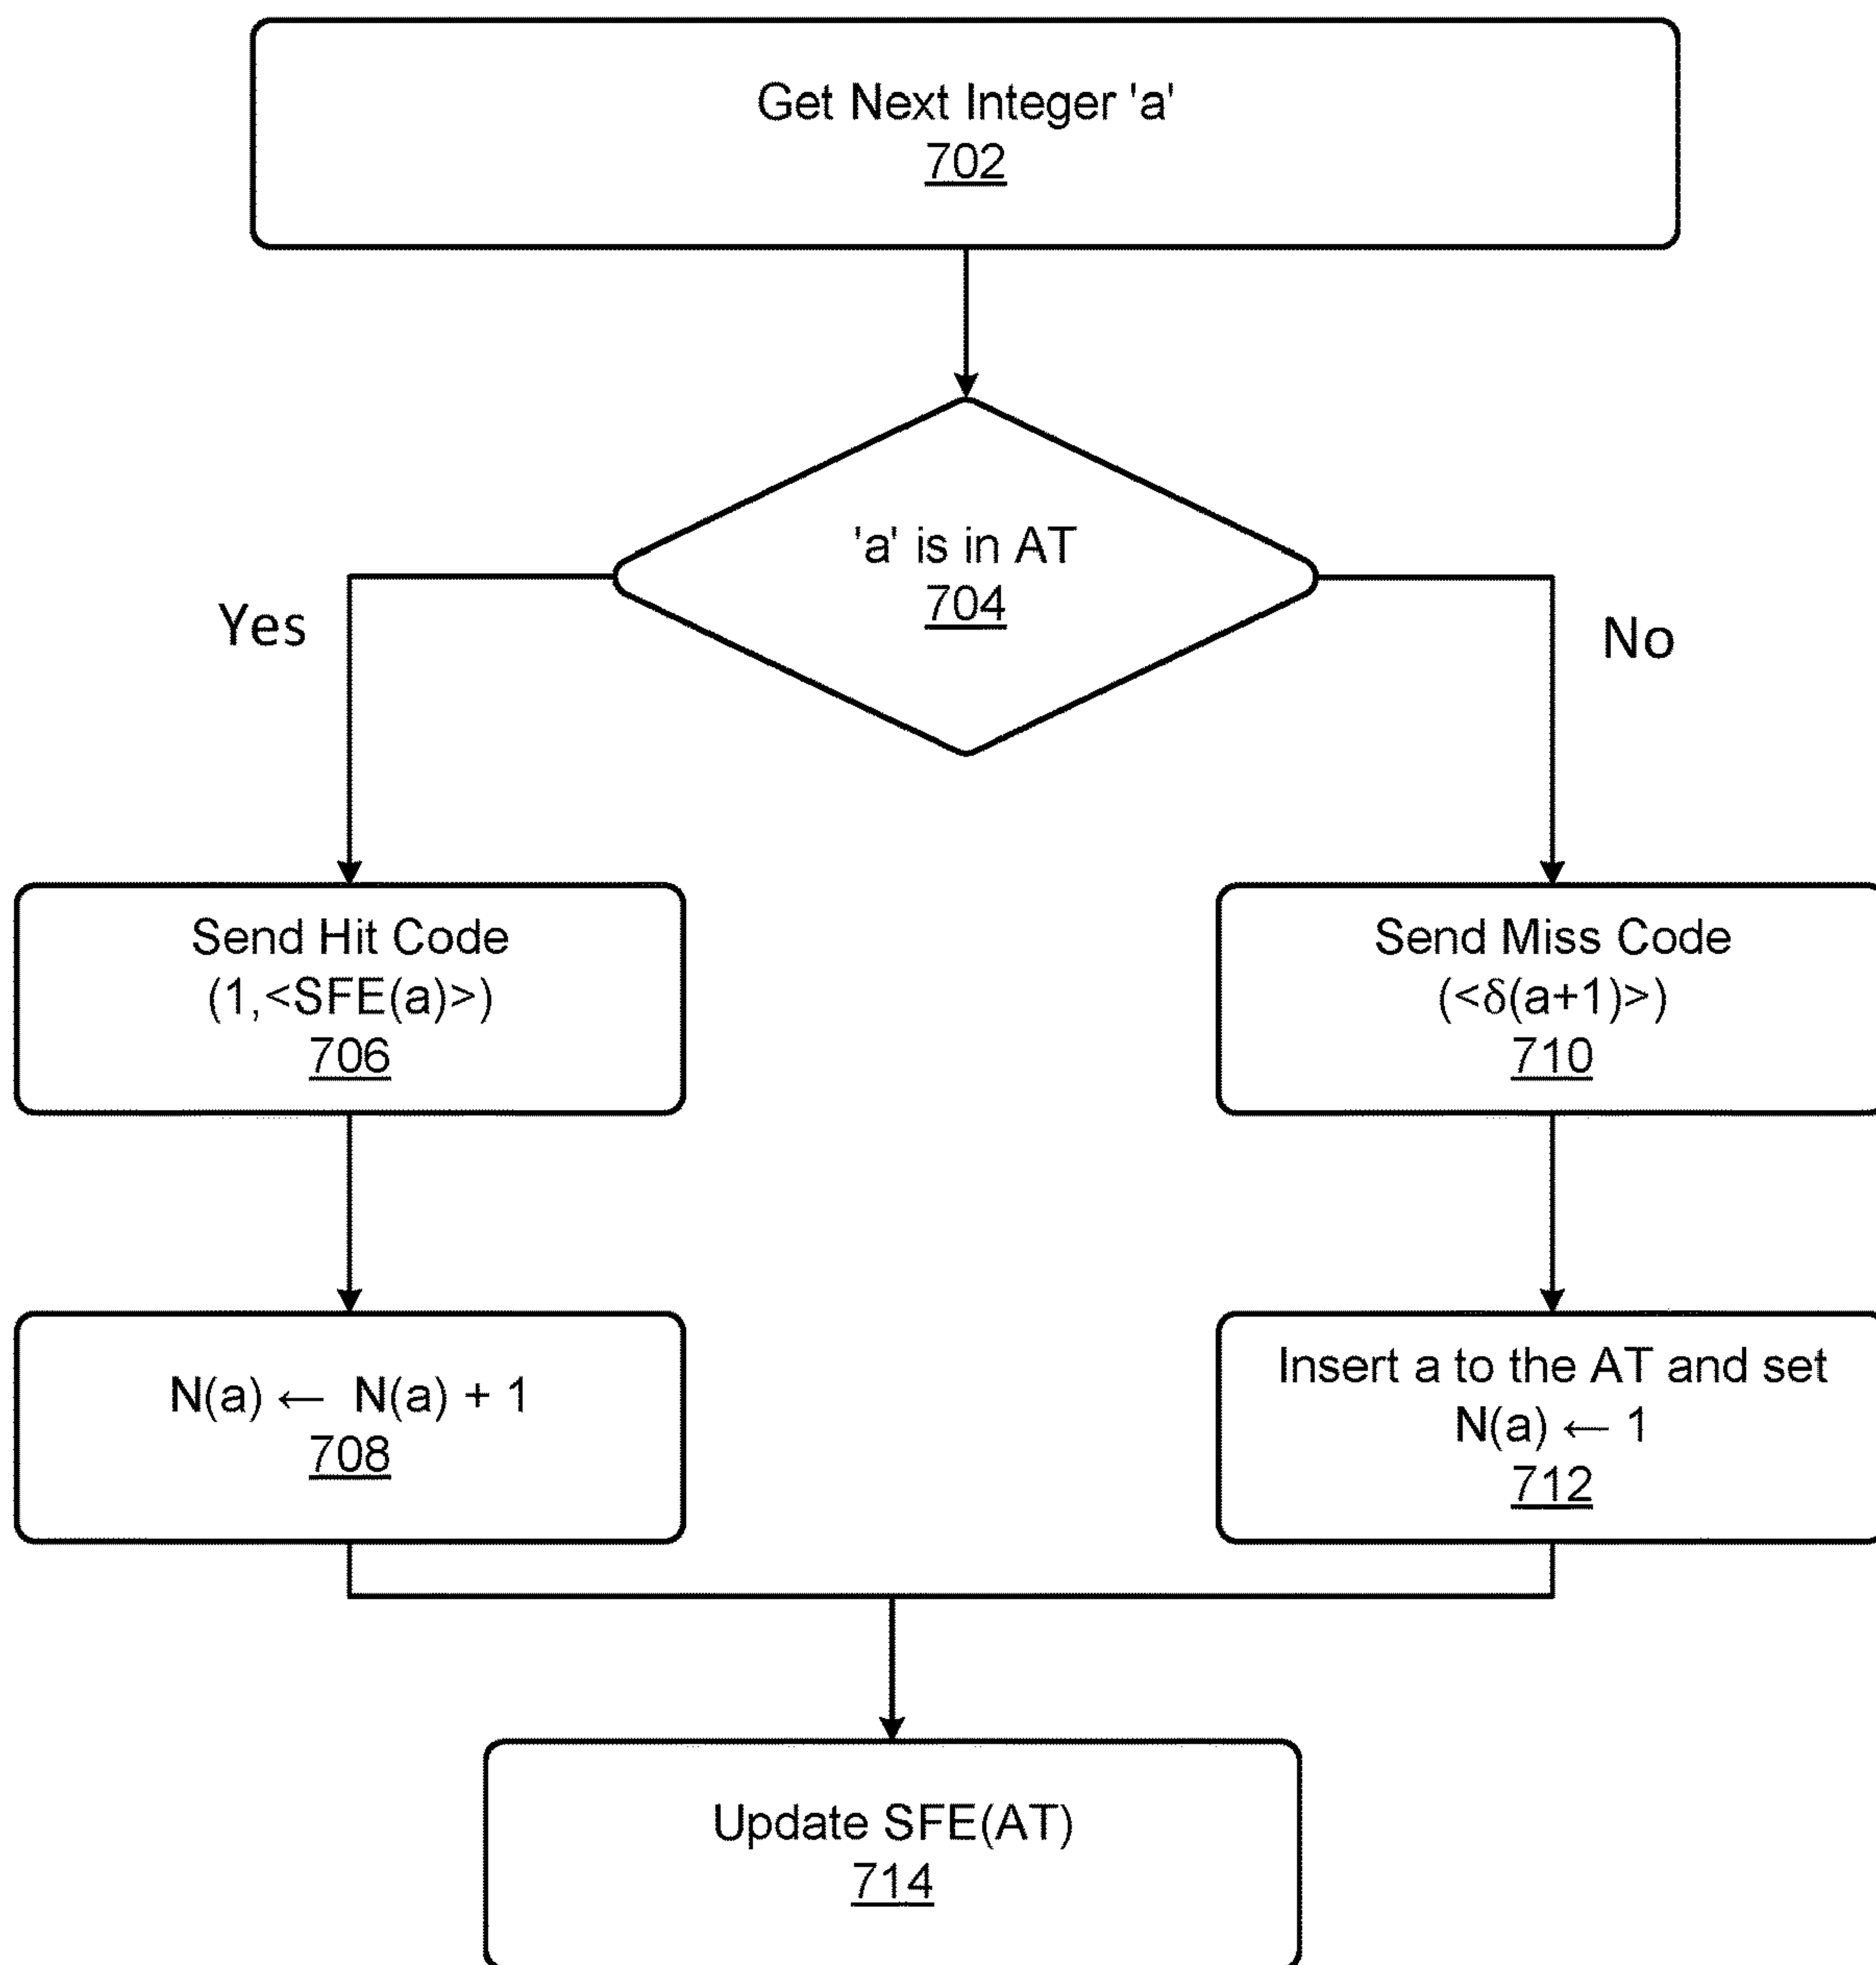 Get Next Integer 'a'
702
'a' is in AT
704
Yes
No
Send Hit Code
(1,<SFE(a)>)
706
Send Miss Code
(<δ(a+1)>)
710
N(a) ← N(a) + 1
708
Insert a to the AT and set
N(a) ← 1
712
Update SFE(AT)
714